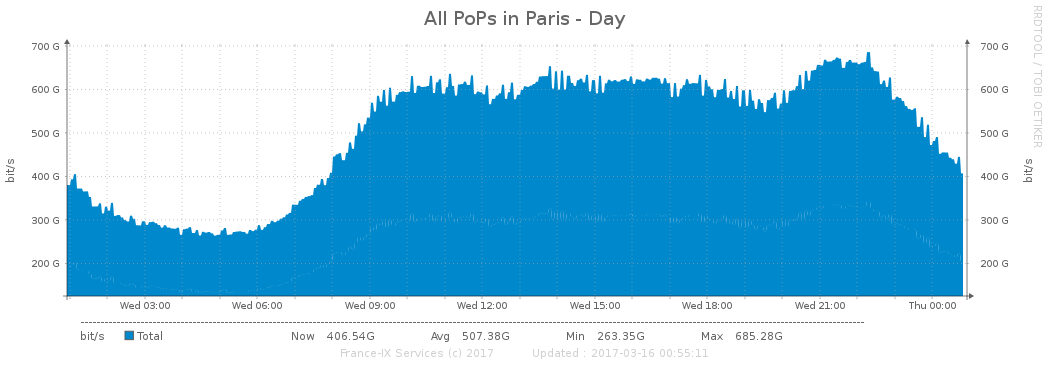 All PoPs in Paris - Day
RRDTOOL / TOBI OETIKER
700 G 700 G
600 G 600 G
500 G 500 G
400 G 400 G
300 G 300 G
200 G 200 G
bit/s bit/s
Wed 03:00 Wed 06:00 Wed 09:00 Wed 12:00 Wed 15:00 Wed 18:00 Wed 21:00 Thu 00:00
bit/s Total Now 406.54G Avg 507.38G Min 263.35G Max 685.28G
France-IX Services (c) 2017 Updated : 2017-03-16 00:55:11